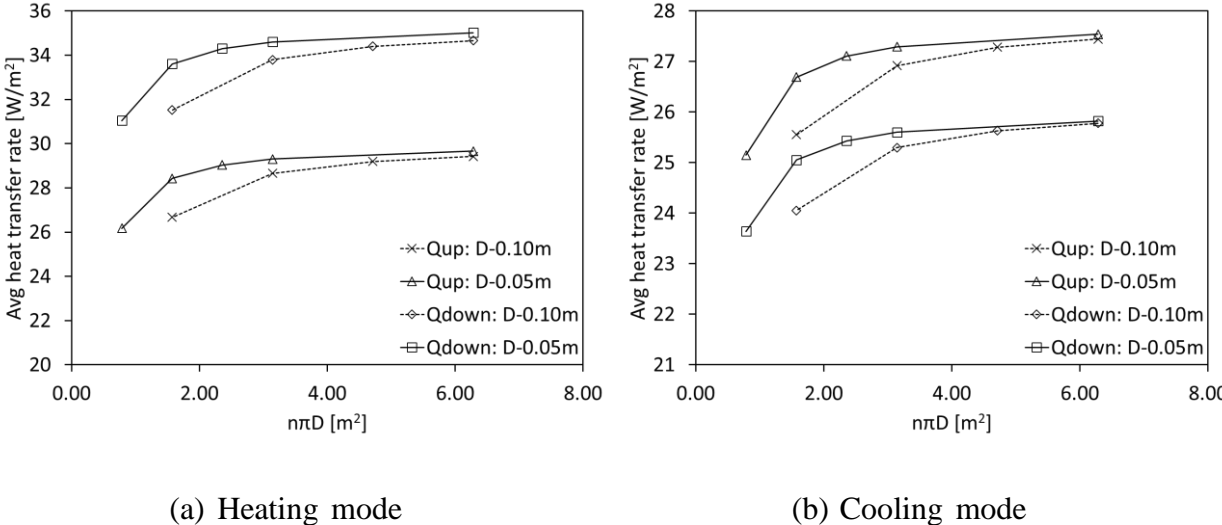 36
34
32
30
28
26
24
22
20
Avg heat transfer rate [W/m²]
0.00 2.00 4.00 6.00 8.00
nπD [m²]
Qup: D-0.10m
Qup: D-0.05m
Qdown: D-0.10m
Qdown: D-0.05m
(a) Heating mode
28
27
26
25
24
23
22
21
Avg heat transfer rate [W/m²]
0.00 2.00 4.00 6.00 8.00
nπD [m²]
Qup: D-0.10m
Qup: D-0.05m
Qdown: D-0.10m
Qdown: D-0.05m
(b) Cooling mode